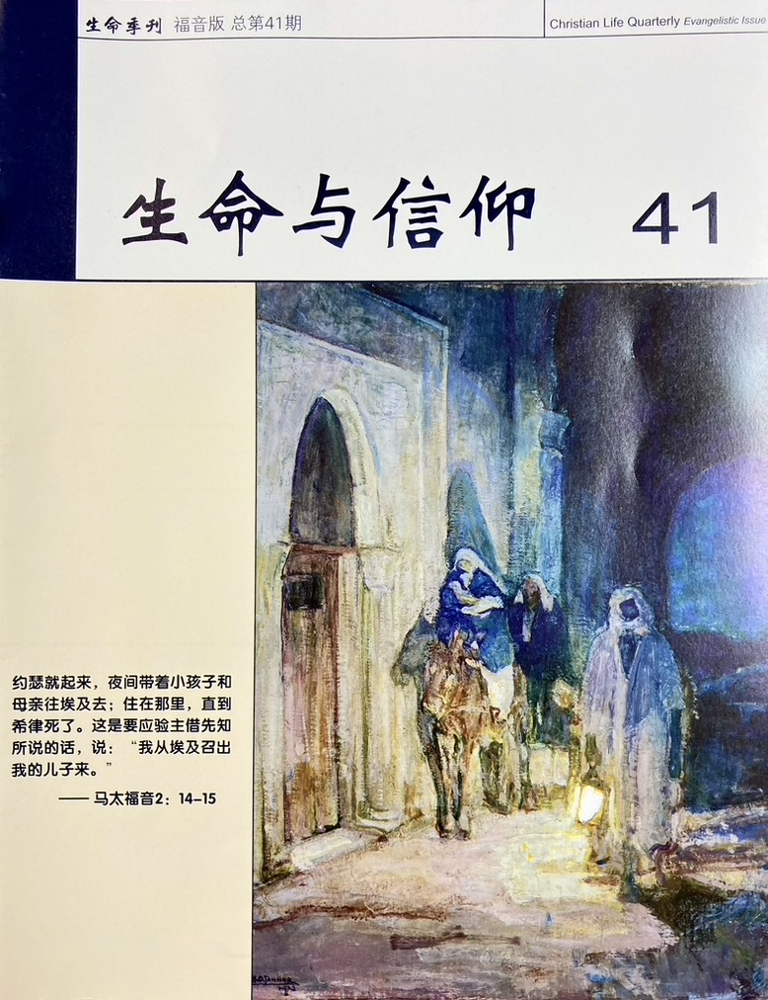 生命季刊 福音版 总第41期
Christian Life Quarterly Evangelistic Issue
生命与信仰 41
约瑟就起来，夜间带着小孩子和
母亲往埃及去；住在那里，直到
希律死了。这是要应验主借先知
所说的话，说：“我从埃及召出
我的儿子来。”
—— 马太福音2：14-15